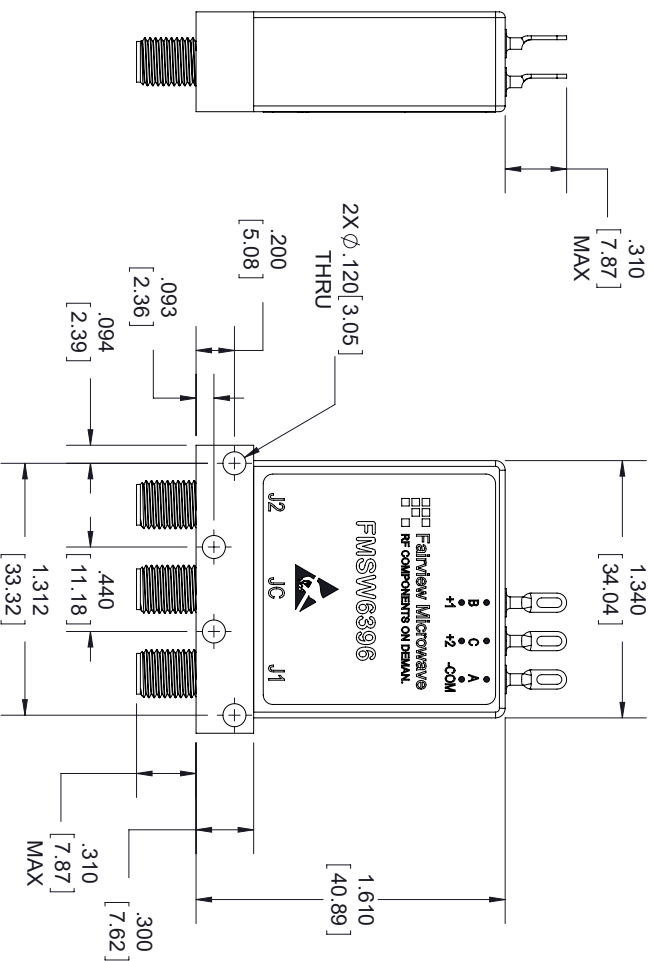 .310
[7.87]
MAX
.200
[5.08]
2X Ø .120[3.05]
THRU
.093
[2.36]
.094
[2.39]
1.340
[34.04]
B C A
+1 +2 -COM
Fairview Microwave
RF COMPONENTS ON DEMAN.
FMSW6396
J2 JC J1
.440
[11.18]
1.312
[33.32]
.310
[7.87]
MAX
.300
[7.62]
1.610
[40.89]